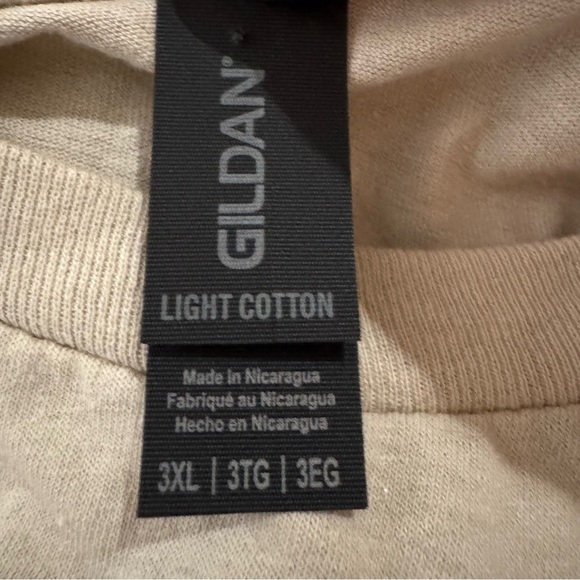 GILDAN®
LIGHT COTTON
Made in Nicaragua
Fabriqué au Nicaragua
Hecho en Nicaragua
3XL | 3TG | 3EG